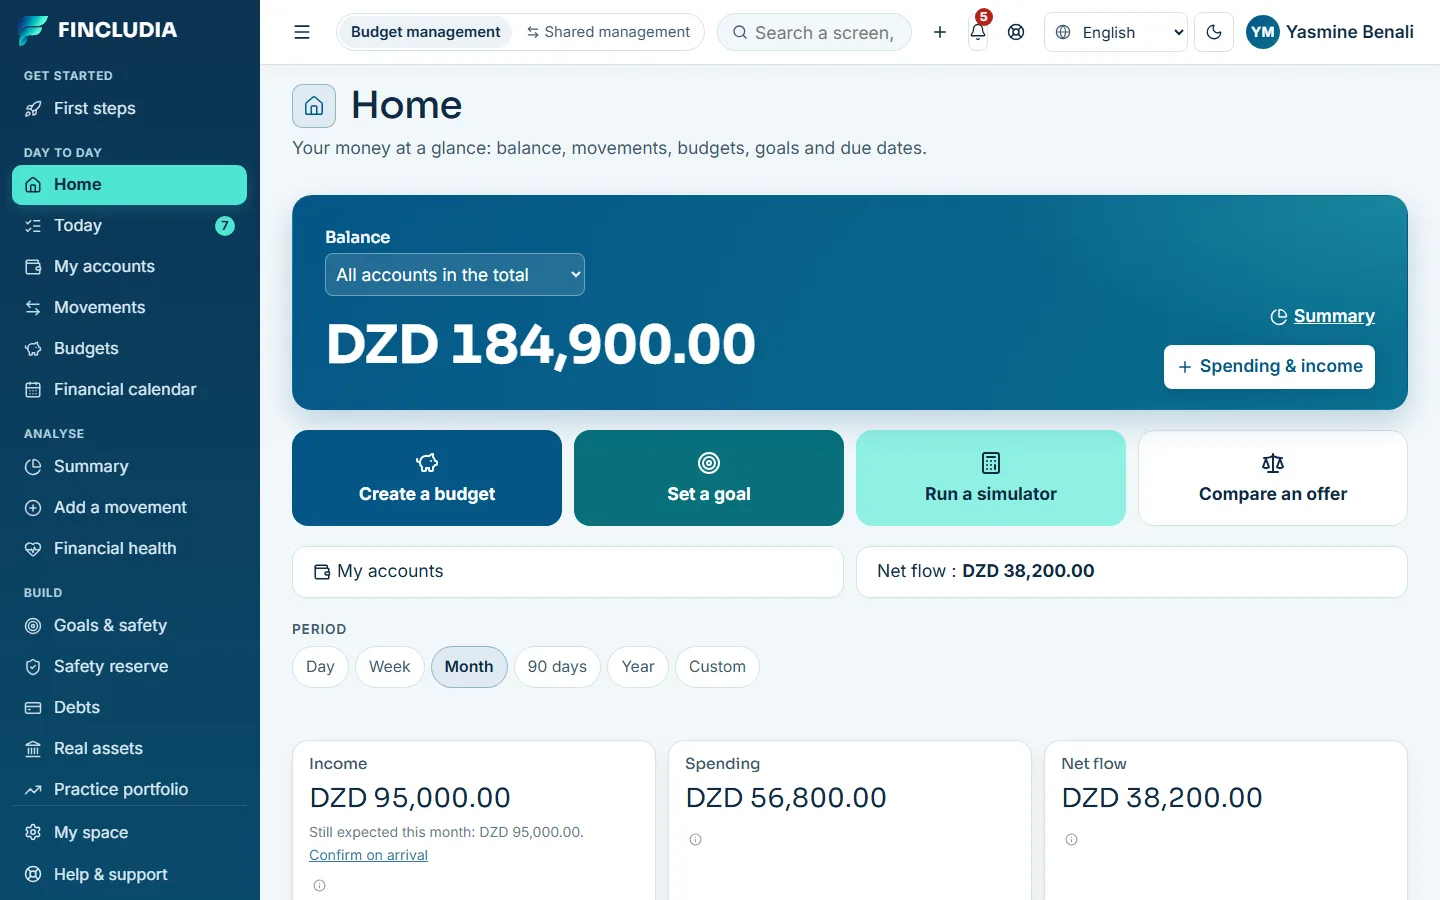 FINCLUDIA
GET STARTED
First steps
DAY TO DAY
Home
Today 7
My accounts
Movements
Budgets
Financial calendar
ANALYSE
Summary
Add a movement
Financial health
BUILD
Goals & safety
Safety reserve
Debts
Real assets
Practice portfolio
My space
Help & support
Budget management
Shared management
Search a screen,
5
English
YM Yasmine Benali
Home
Your money at a glance: balance, movements, budgets, goals and due dates.
Balance
All accounts in the total
DZD 184,900.00
Summary
+ Spending & income
Create a budget
Set a goal
Run a simulator
Compare an offer
My accounts
Net flow : DZD 38,200.00
PERIOD
Day Week Month 90 days Year Custom
Income
DZD 95,000.00
Still expected this month: DZD 95,000.00.
Confirm on arrival
Spending
DZD 56,800.00
Net flow
DZD 38,200.00